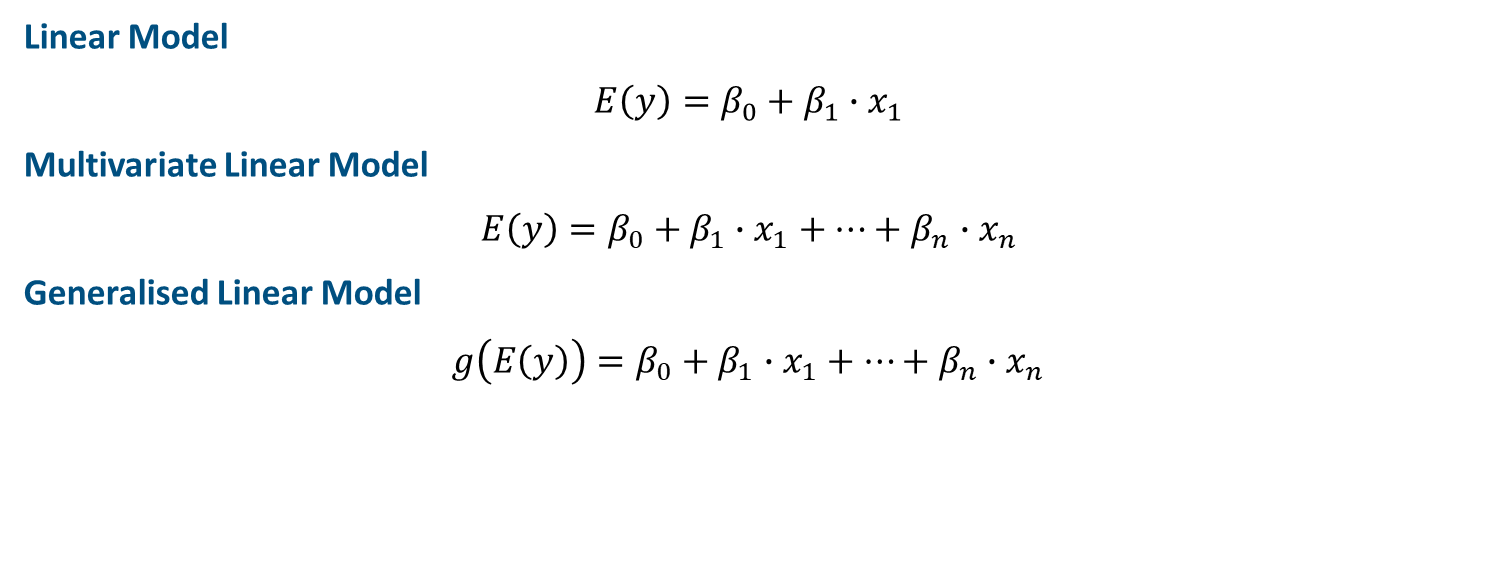 Linear Model
E(y) = β₀ + β₁ · x₁
Multivariate Linear Model
E(y) = β₀ + β₁ · x₁ + ⋯ + βₙ · xₙ
Generalised Linear Model
g(E(y)) = β₀ + β₁ · x₁ + ⋯ + βₙ · xₙ